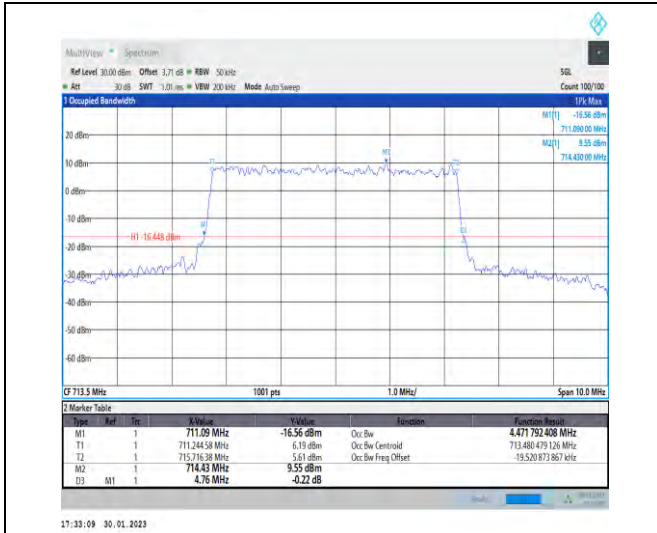 MultiView Spectrum
Ref Level 30.00 dBm Offset 3.71 dB RBW 50 kHz SGL
Att 30 dB SWT 1.01 ms VBW 200 kHz Mode Auto Sweep Count 100/100
1 Occupied Bandwidth 1Pk Max
M1[1] -16.56 dBm
711.09000 MHz
M2[1] 9.55 dBm
714.43000 MHz
20 dBm
M2
T1
10 dBm
0 dBm
-10 dBm
M1
H1 -16.448 dBm
D3
-20 dBm
-30 dBm
-40 dBm
-50 dBm
-60 dBm
CF 713.5 MHz 1001 pts 1.0 MHz/ Span 10.0 MHz
2 Marker Table
Type Ref Trc X-Value Y-Value Function Function Result
M1 1 711.09 MHz -16.56 dBm Occ Bw 4.471 792 408 MHz
T1 1 711.244 58 MHz 6.19 dBm Occ Bw Centroid 713.480 479 126 MHz
T2 1 715.716 38 MHz 5.61 dBm Occ Bw Freq Offset -19.520 873 867 kHz
M2 1 714.43 MHz 9.55 dBm
D3 M1 1 4.76 MHz -0.22 dB
17:33:09 30.01.2023